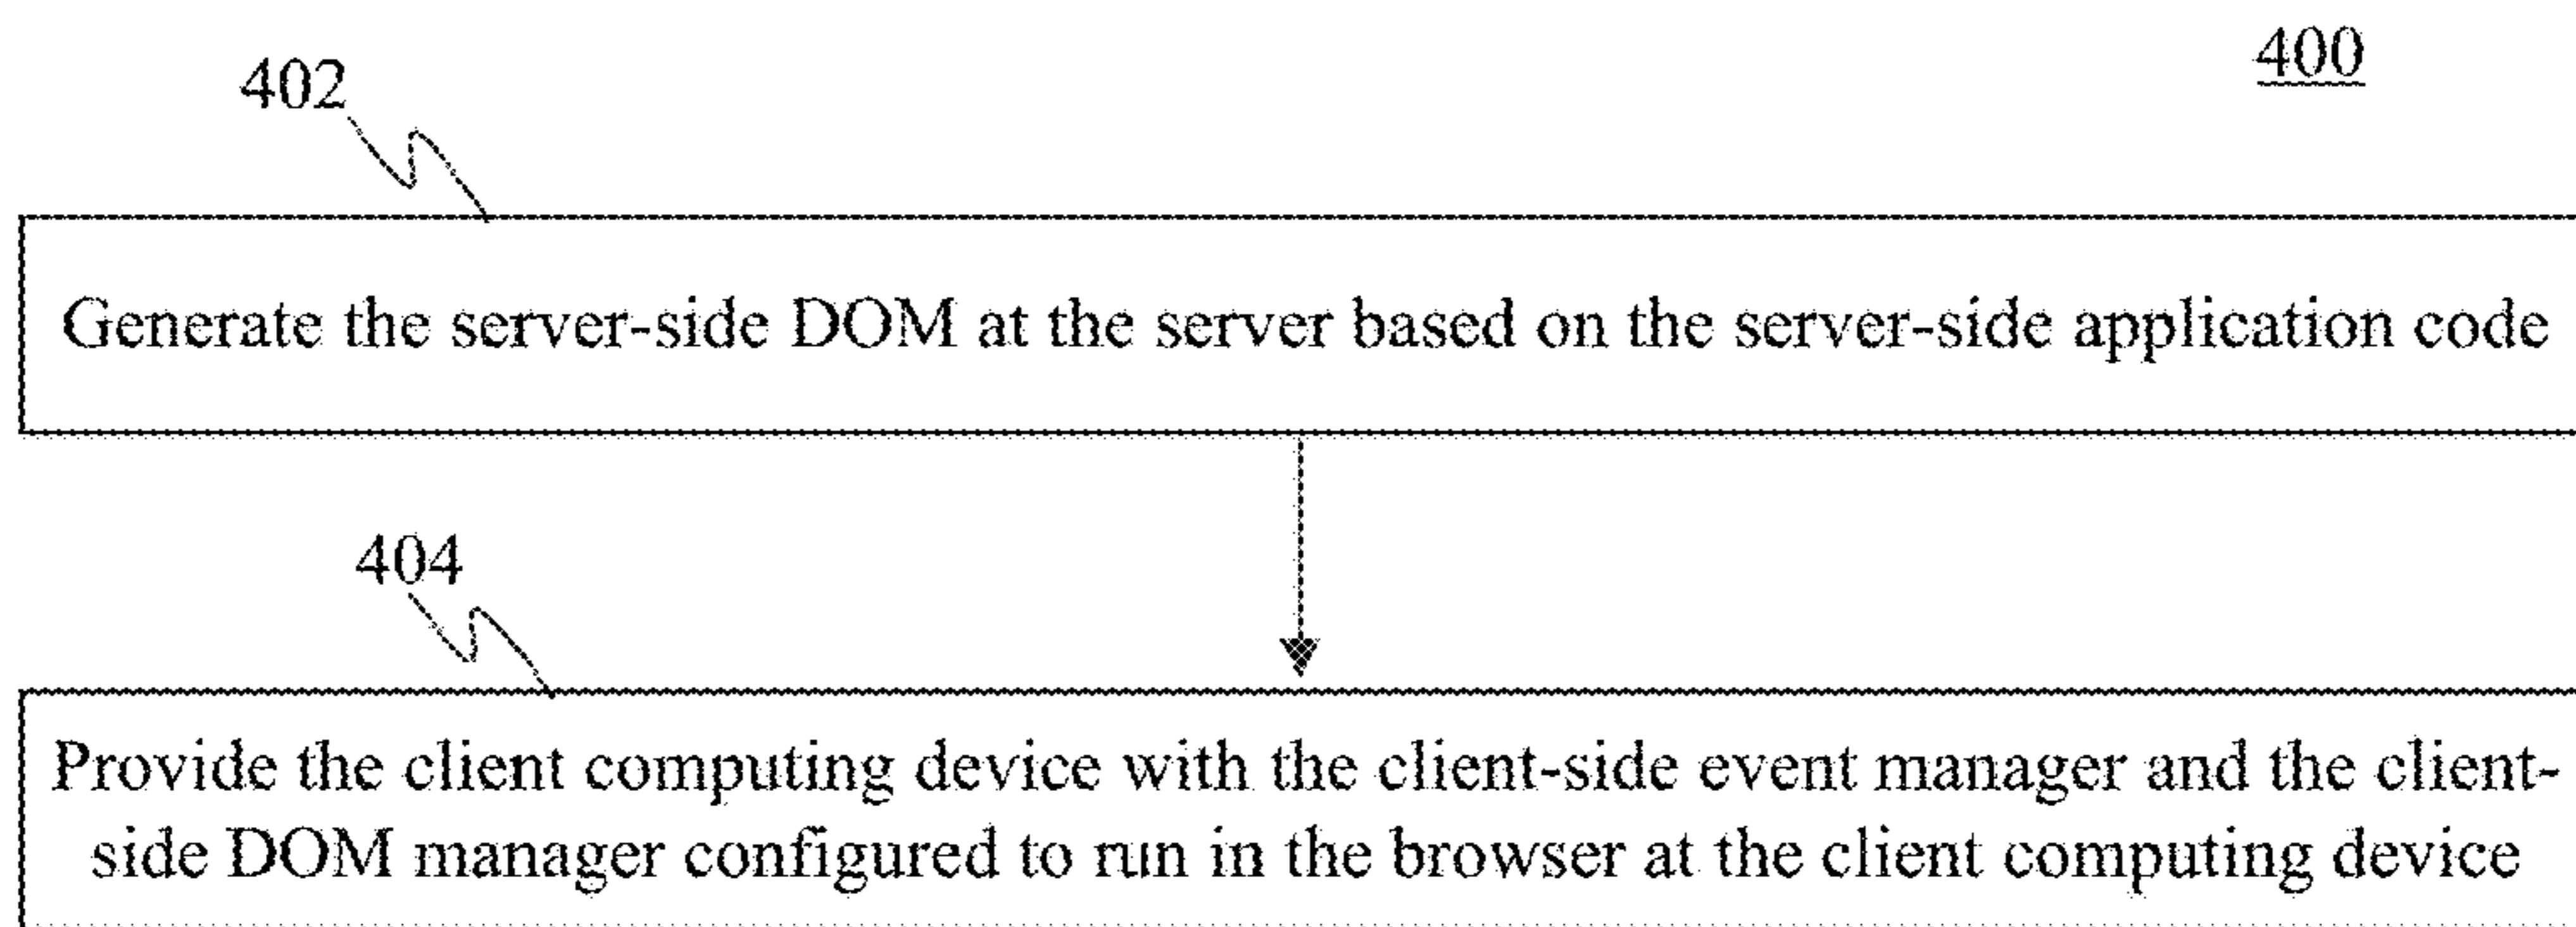 400
402
Generate the server-side DOM at the server based on the server-side application code
404
Provide the client computing device with the client-side event manager and the client-
side DOM manager configured to run in the browser at the client computing device